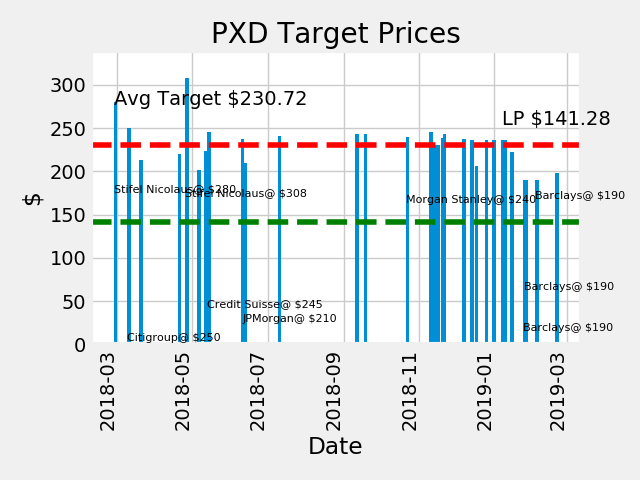 PXD Target Prices
Avg Target $230.72
LP $141.28
Stifel Nicolaus@ $280
Stifel Nicolaus@ $308
Morgan Stanley@ $240
Barclays@ $190
Barclays@ $190
Credit Suisse@ $245
JPMorgan@ $210
Barclays@ $190
Citigroup@ $250
$
300
250
200
150
100
50
0
2018-03
2018-05
2018-07
2018-09
2018-11
2019-01
2019-03
Date